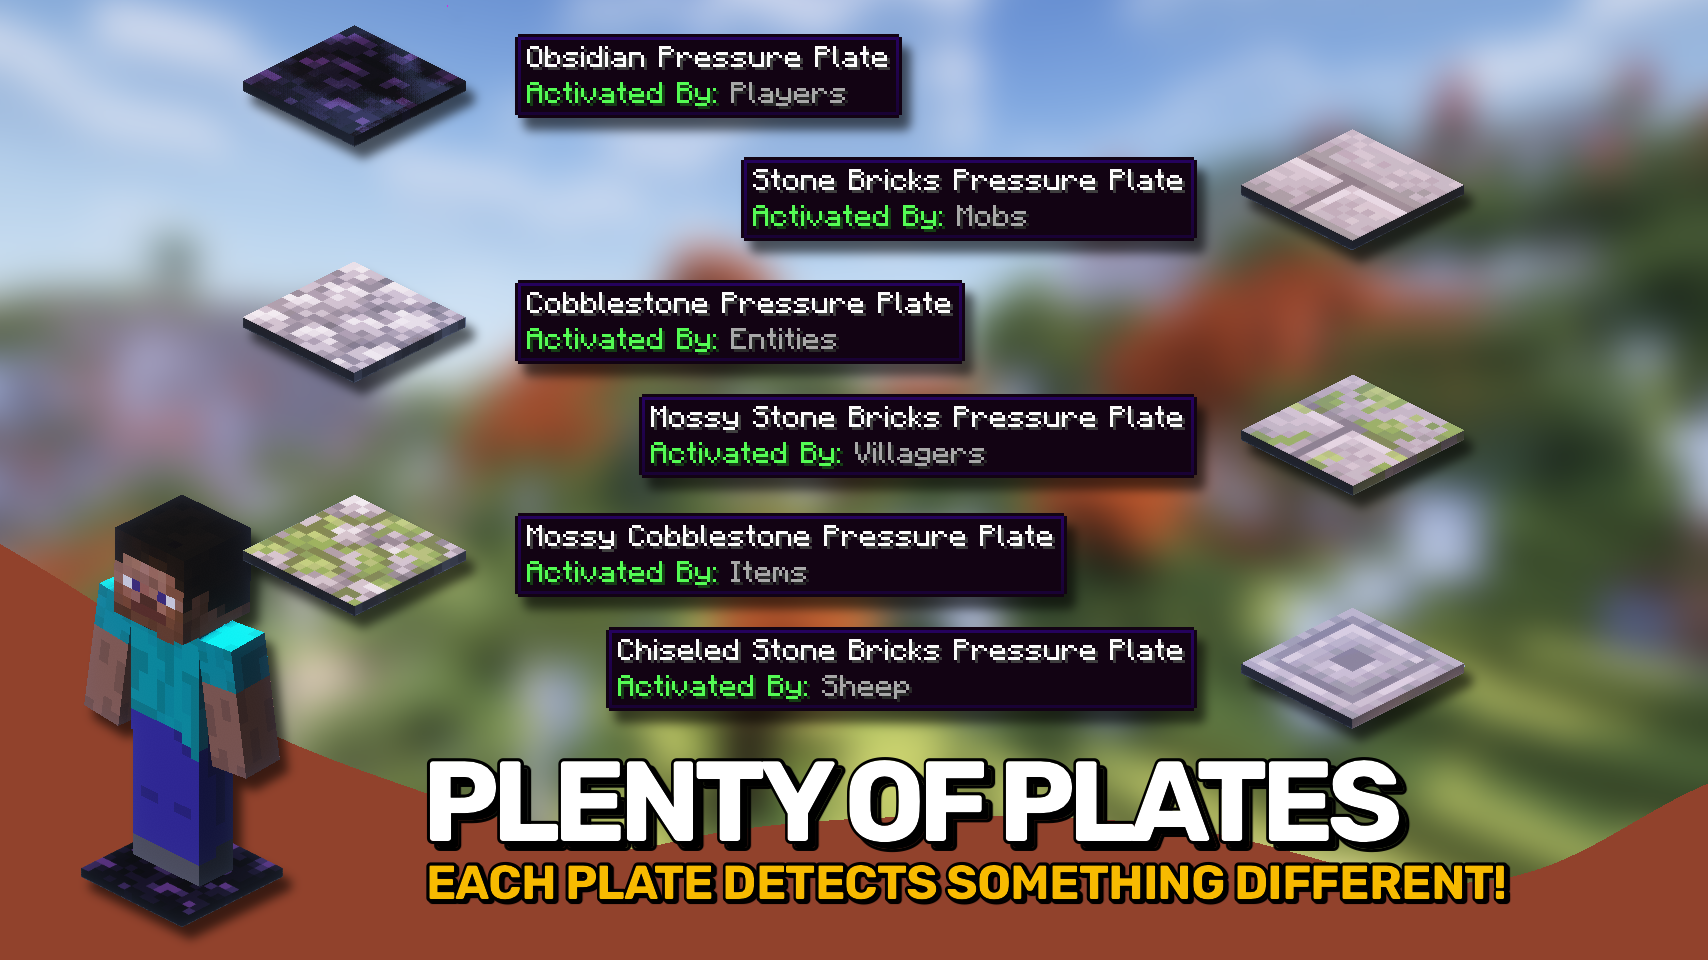 Obsidian Pressure Plate
Activated By: Players
Stone Bricks Pressure Plate
Activated By: Mobs
Cobblestone Pressure Plate
Activated By: Entities
Mossy Stone Bricks Pressure Plate
Activated By: Villagers
Mossy Cobblestone Pressure Plate
Activated By: Items
Chiseled Stone Bricks Pressure Plate
Activated By: Sheep
PLENTY OF PLATES
EACH PLATE DETECTS SOMETHING DIFFERENT!